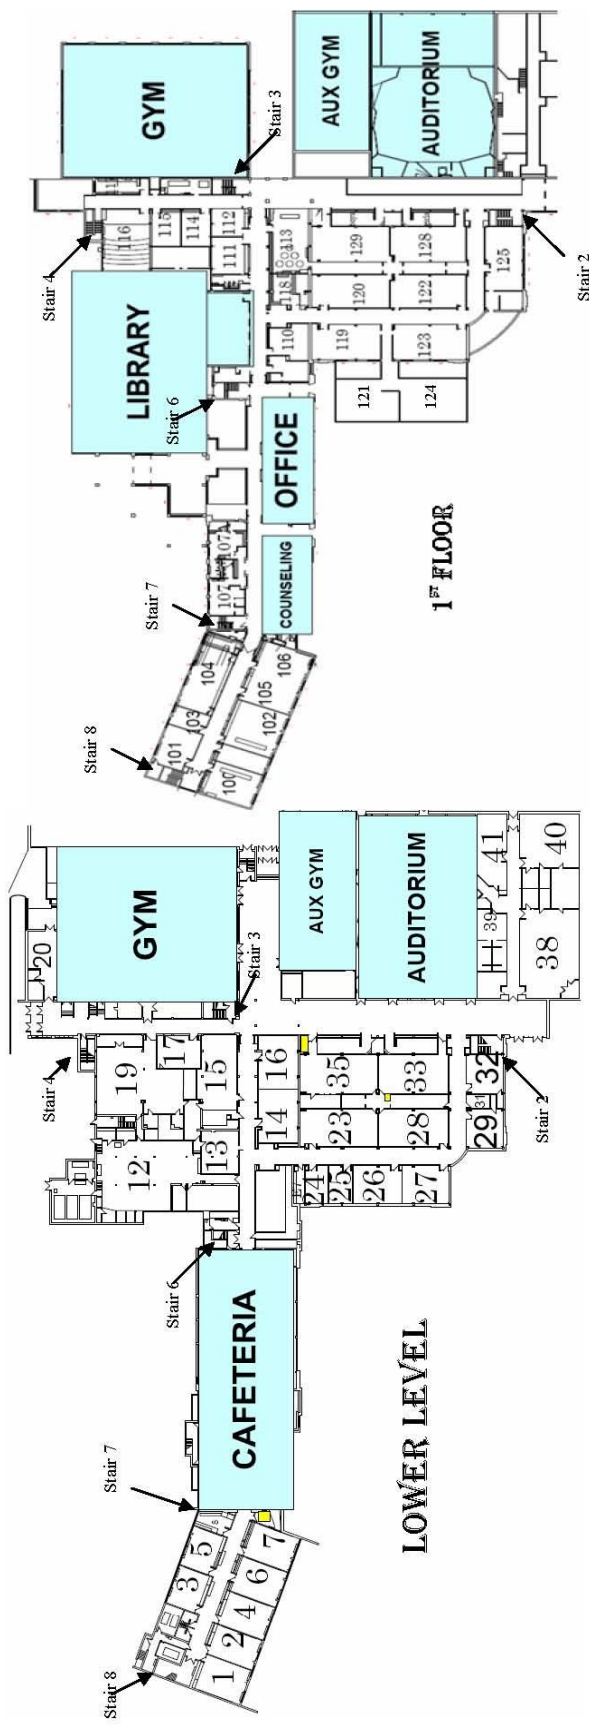 GYM
AUX GYM
AUDITORIUM
Stair 3
Stair 4
Stair 2
116
115
114
112
111
113
118
110
129
128
125
120
122
119
123
121
124
LIBRARY
Stair 6
OFFICE
1ST FLOOR
107A
107
COUNSELING
Stair 7
104
103
101
106
105
102
100
Stair 8
GYM
AUX GYM
AUDITORIUM
20
41
40
39
38
Stair 3
Stair 4
Stair 2
19
17
15
16
14
13
12
35
33
32
31
29
23
28
24
25
26
27
Stair 6
CAFETERIA
LOWER LEVEL
Stair 7
5
3
7
6
4
2
1
Stair 8